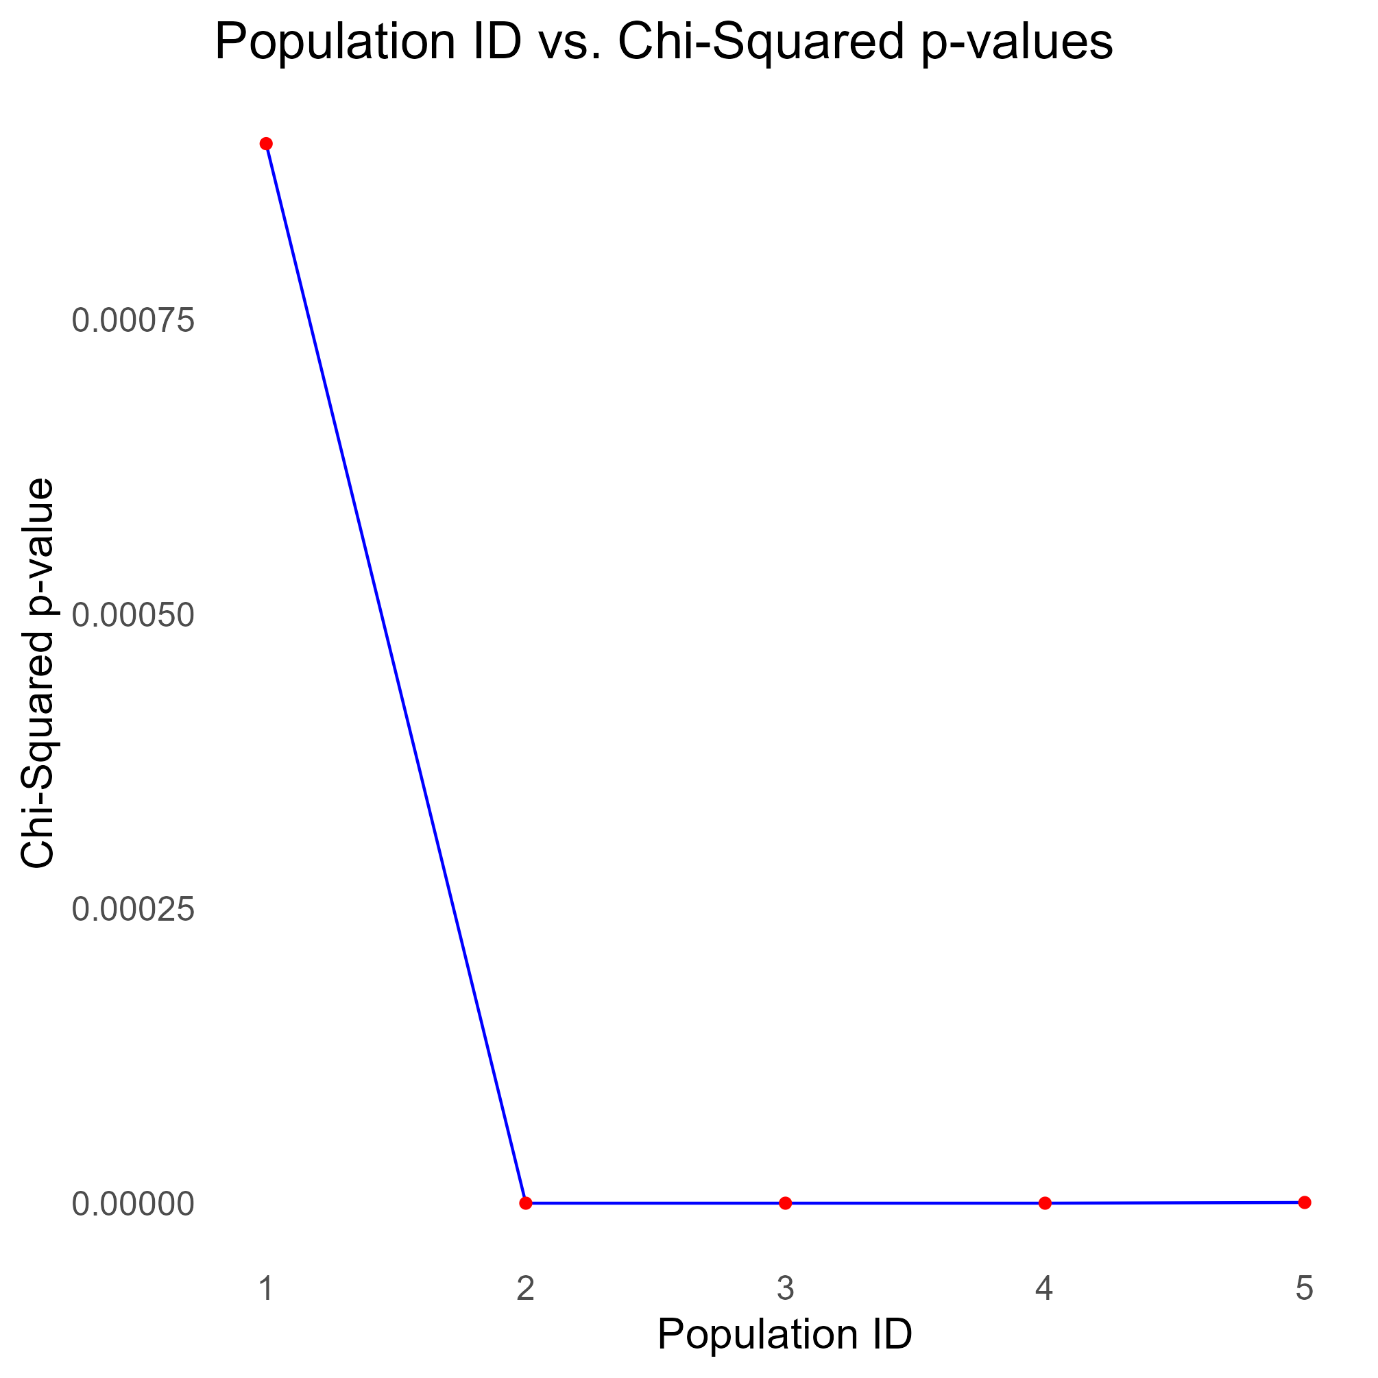 Population ID vs. Chi-Squared p-values
Chi-Squared p-value
0.00075
0.00050
0.00025
0.00000
1 2 3 4 5
Population ID